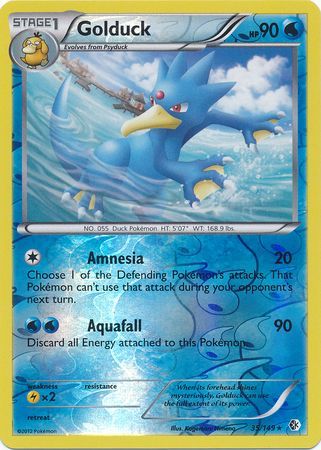 STAGE1
Golduck
HP 90
Evolves from Psyduck
NO. 055 Duck Pokémon HT: 5'07" WT: 168.9 lbs.
Amnesia 20
Choose 1 of the Defending Pokémon's attacks. That
Pokémon can't use that attack during your opponent's
next turn.
Aquafall 90
Discard all Energy attached to this Pokémon.
weakness resistance
×2
retreat
When its forehead shines
mysteriously, Golduck can use
the full extent of its power.
©2012 Pokémon
Illus. Kagemaru Himeno
35/149 ★